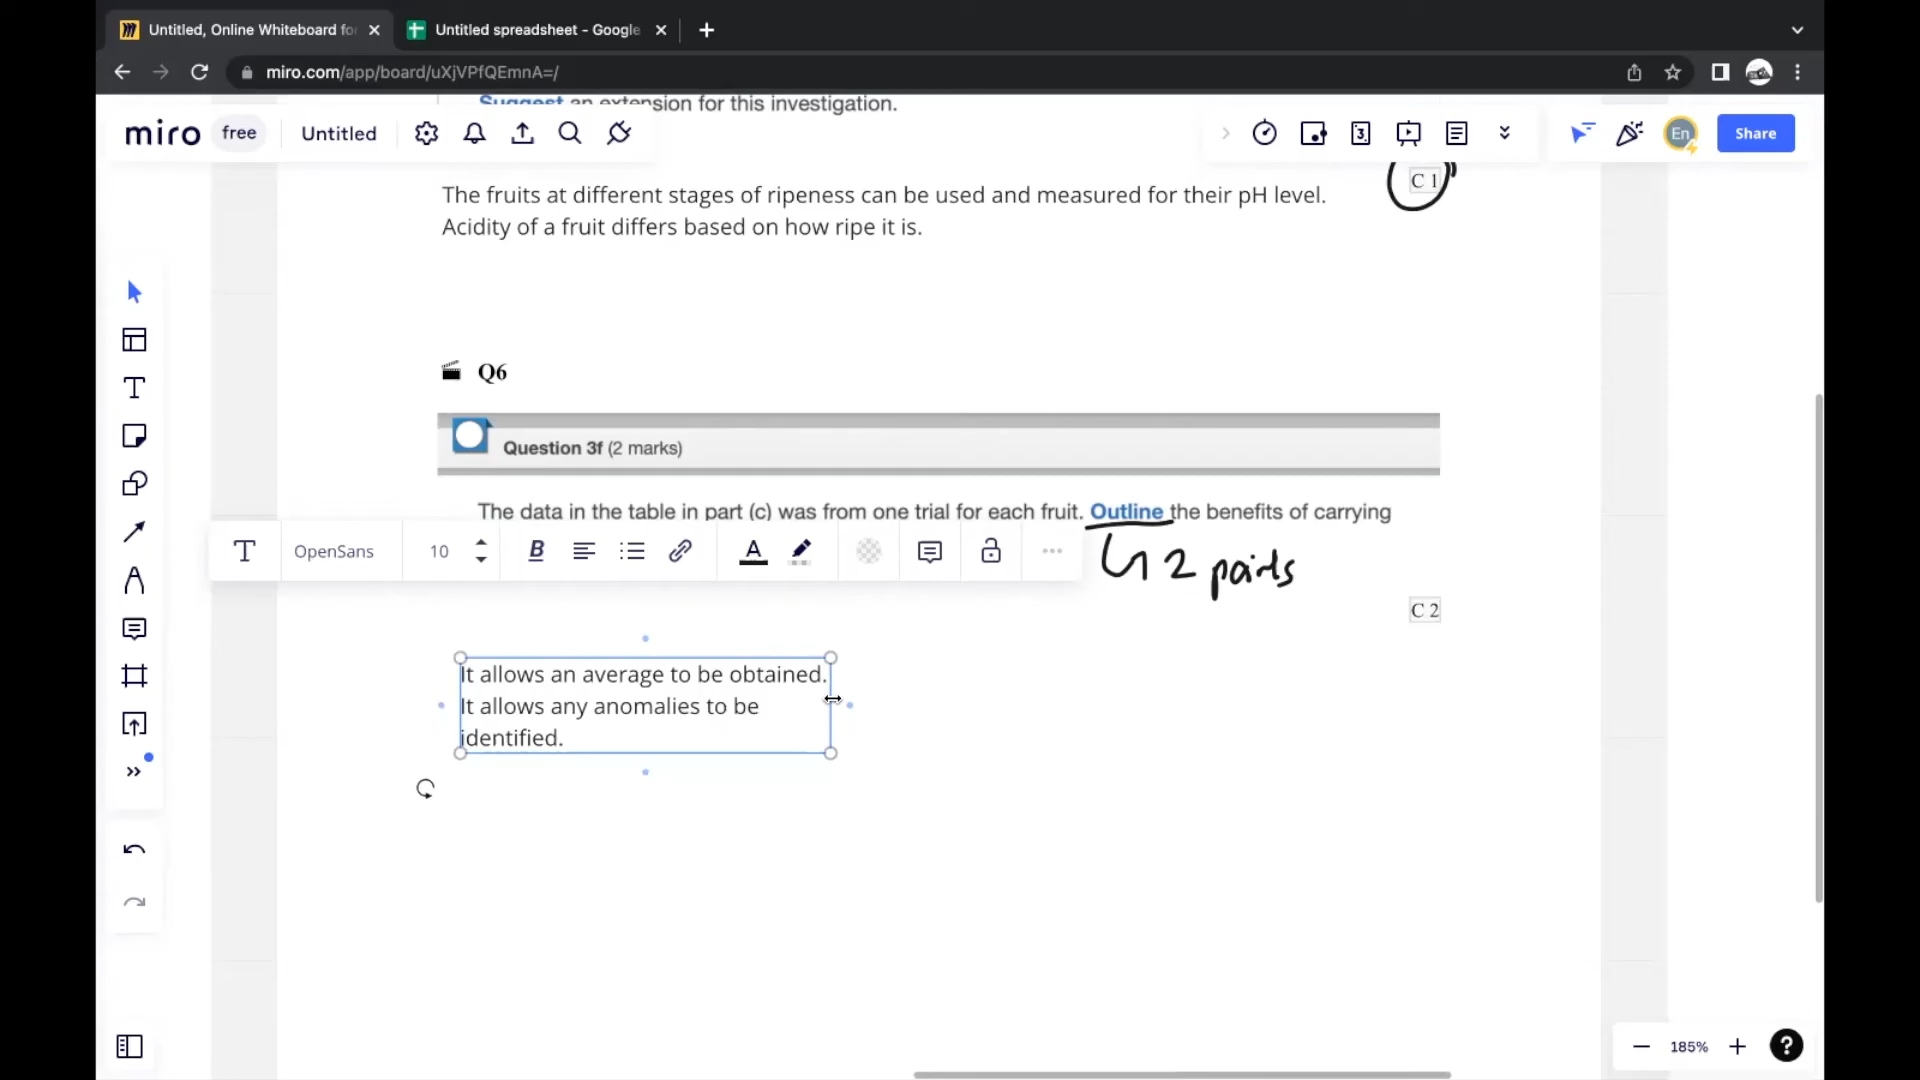 Untitled, Online Whiteboard fo
Untitled spreadsheet - Google
miro.com/app/board/uXjVPfQEmnA=/
Suggest an extension for this investigation.
miro
free
Untitled
3
En
Share
The fruits at different stages of ripeness can be used and measured for their pH level.
Acidity of a fruit differs based on how ripe it is.
C 1
Q6
Question 3f (2 marks)
The data in the table in part (c) was from one trial for each fruit. Outline the benefits of carrying
T
OpenSans
10
B
A
2 points
C 2
It allows an average to be obtained.
It allows any anomalies to be
identified.
185%
?